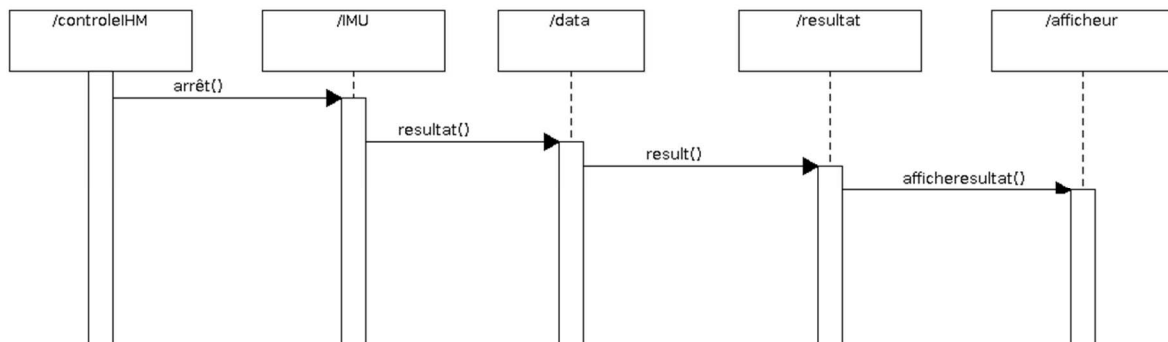 /controleIHM
/IMU
/data
/resultat
/afficheur
arrêt()
resultat()
result()
afficheresultat()